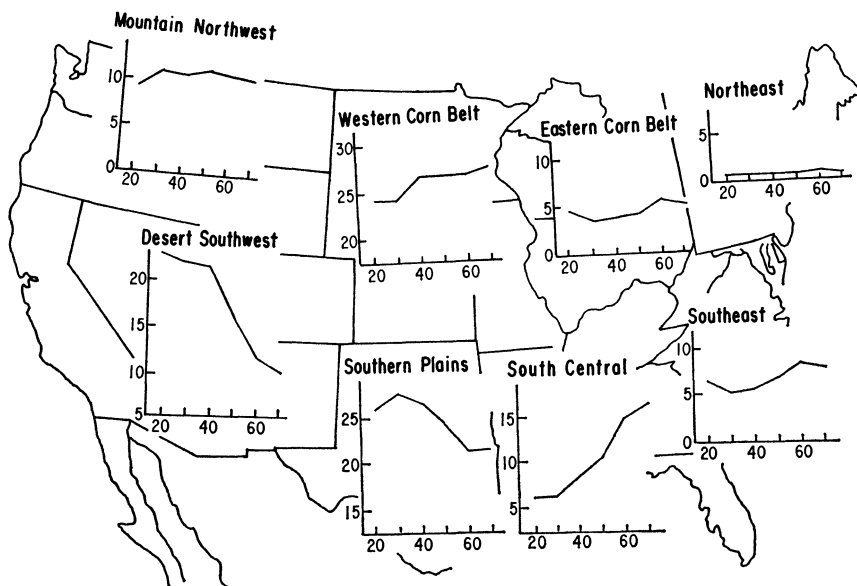 Mountain Northwest
10
5
0
20 40 60
Western Corn Belt
30
25
20
20 40 60
Eastern Corn Belt
10
5
0
20 40 60
Northeast
5
0
20 40 60
Desert Southwest
20
15
10
5
20 40 60
Southern Plains
25
21
15
20 40 60
South Central
15
10
5
20 40 60
Southeast
10
5
0
20 40 60